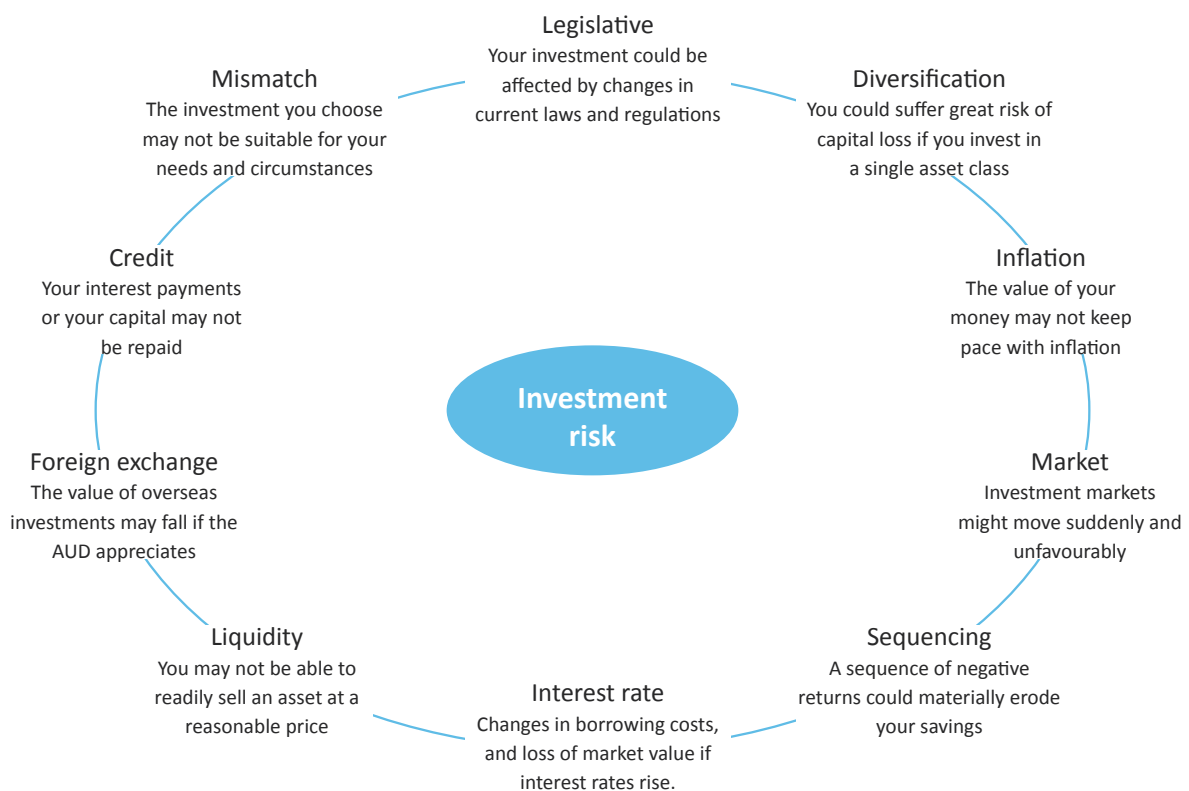 Legislative
Your investment could be
affected by changes in
current laws and regulations
Diversification
You could suffer great risk of
capital loss if you invest in
a single asset class
Inflation
The value of your
money may not keep
pace with inflation
Market
Investment markets
might move suddenly and
unfavourably
Sequencing
A sequence of negative
returns could materially erode
your savings
Interest rate
Changes in borrowing costs,
and loss of market value if
interest rates rise.
Liquidity
You may not be able to
readily sell an asset at a
reasonable price
Foreign exchange
The value of overseas
investments may fall if the
AUD appreciates
Credit
Your interest payments
or your capital may not
be repaid
Mismatch
The investment you choose
may not be suitable for your
needs and circumstances
Investment
risk